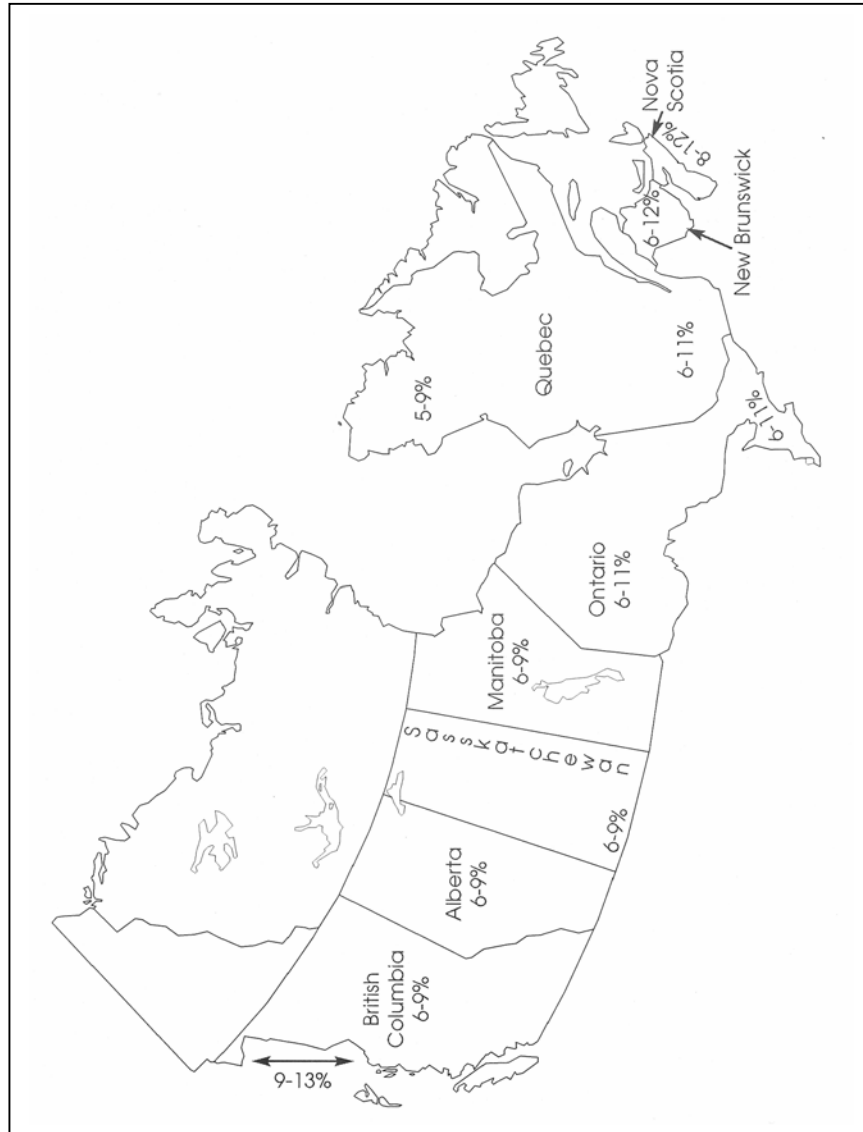 9-13%
British
Columbia
6-9%
Alberta
6-9%
Saskatchewan
6-9%
Manitoba
6-9%
Ontario
6-11%
6-11%
5-9%
Quebec
6-11%
6-12%
New Brunswick
Nova
Scotia
8-12%